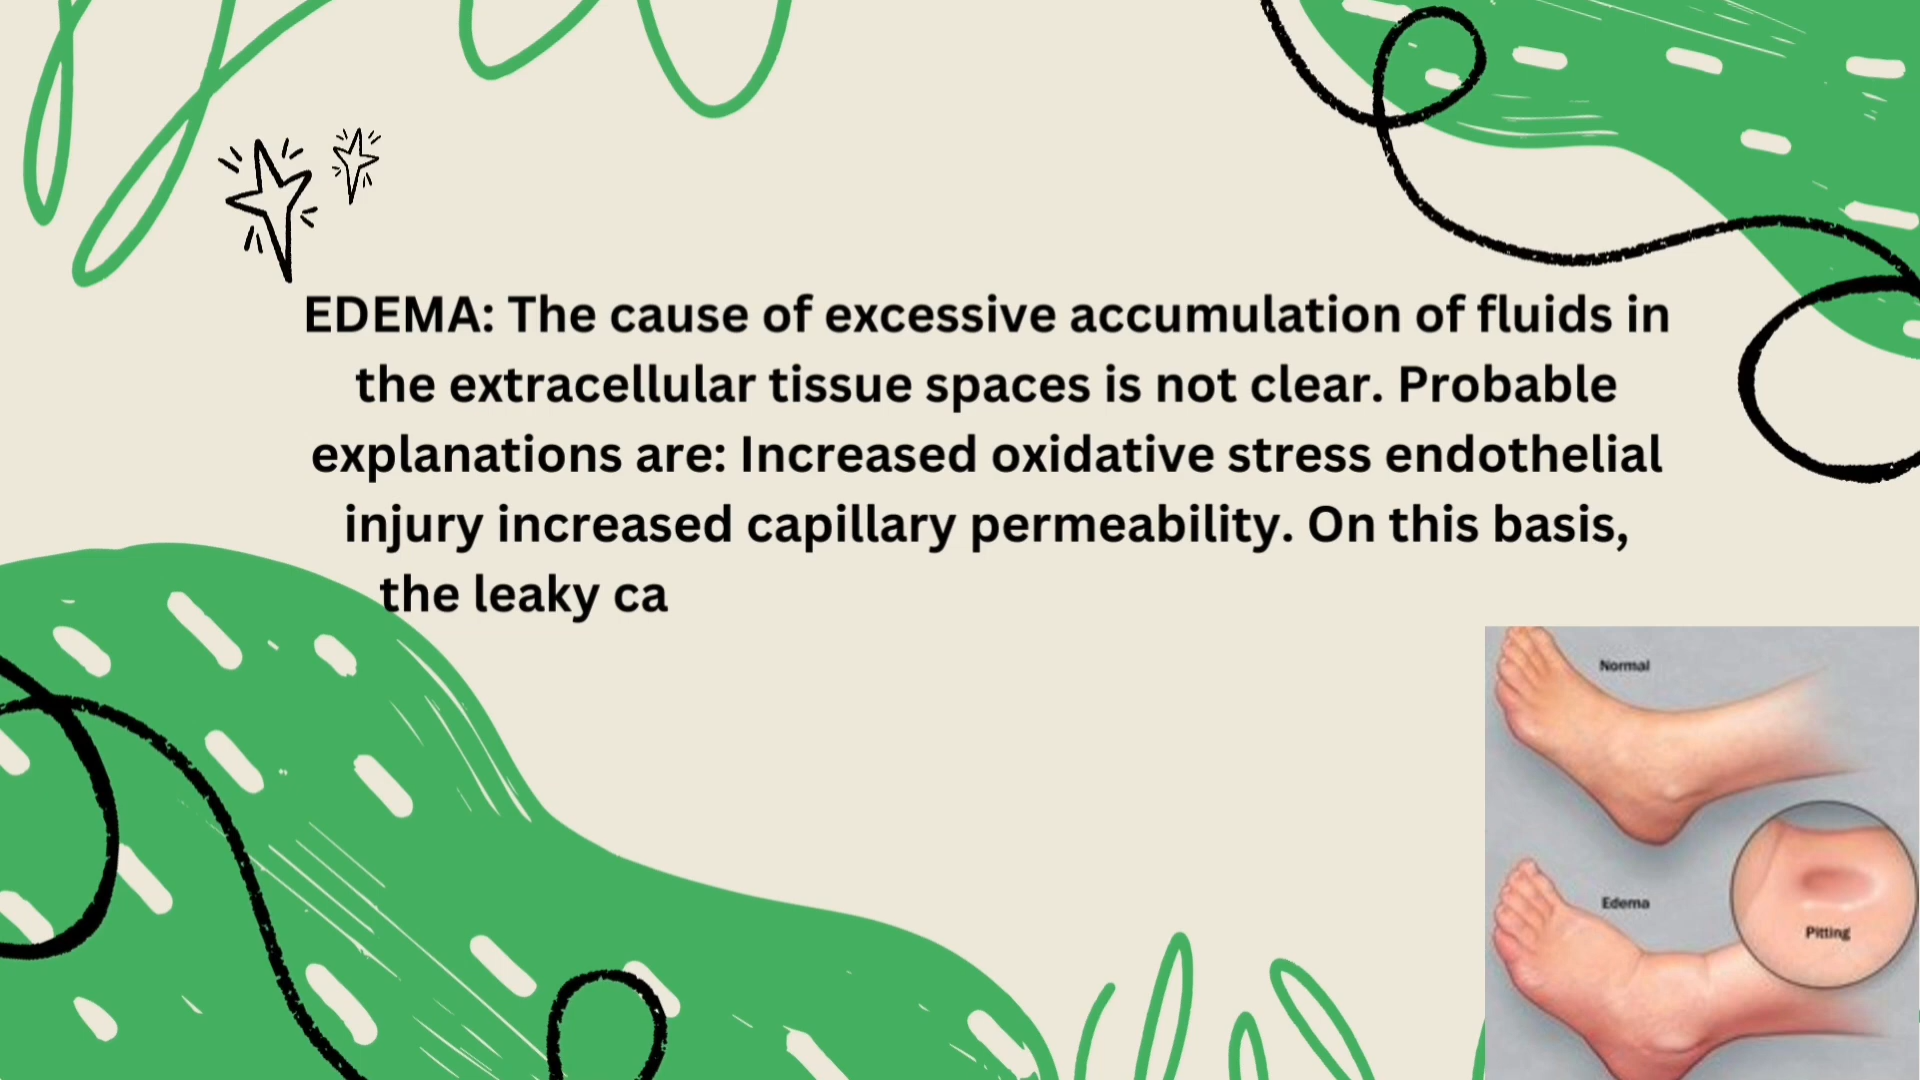 EDEMA: The cause of excessive accumulation of fluids in
the extracellular tissue spaces is not clear. Probable
explanations are: Increased oxidative stress endothelial
injury increased capillary permeability. On this basis,
the leaky ca
Normal
Edema
Pitting